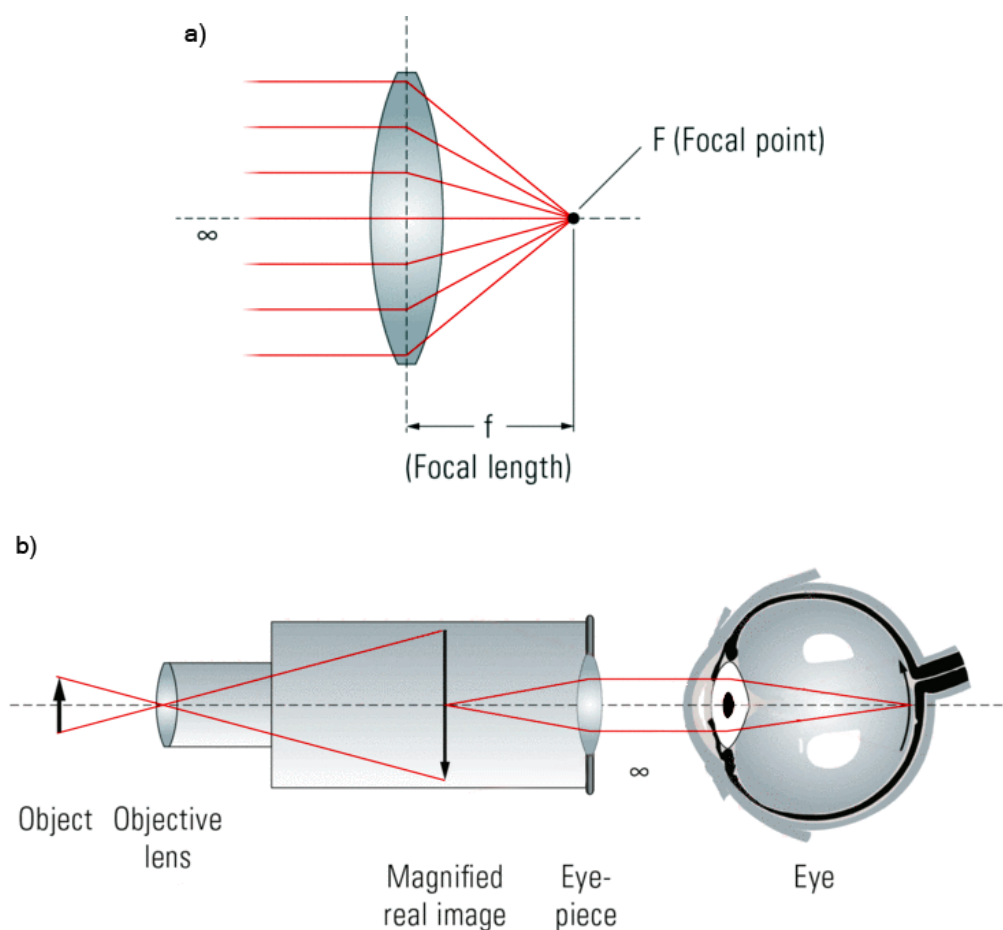 a)
F (Focal point)
∞
f
(Focal length)
b)
∞
Object Objective
lens
Magnified
real image
Eye-
piece
Eye